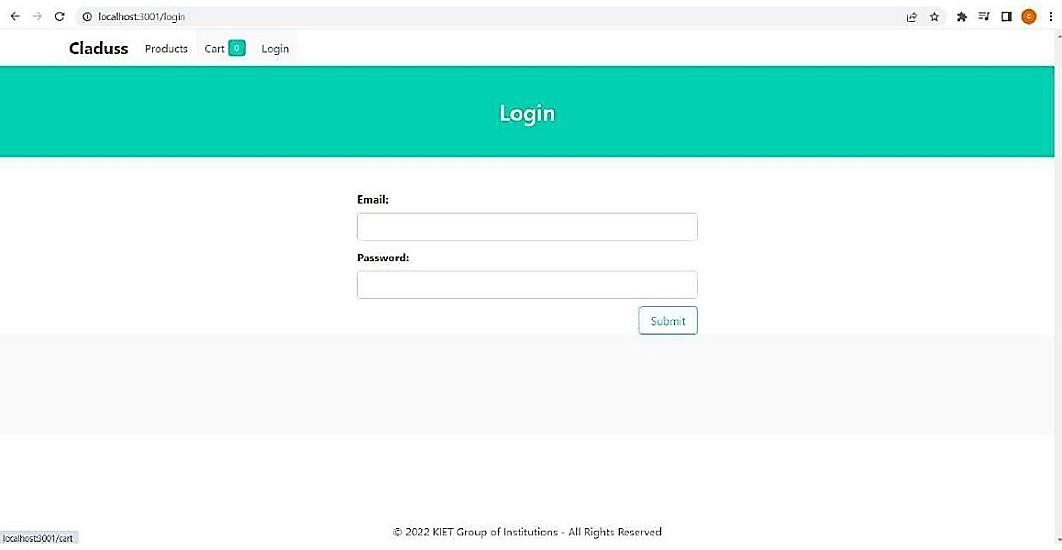 localhost:3001/login
C
Claduss Products Cart 0 Login
Login
Email:
Password:
Submit
© 2022 KIET Group of Institutions - All Rights Reserved
localhost:3001/cart